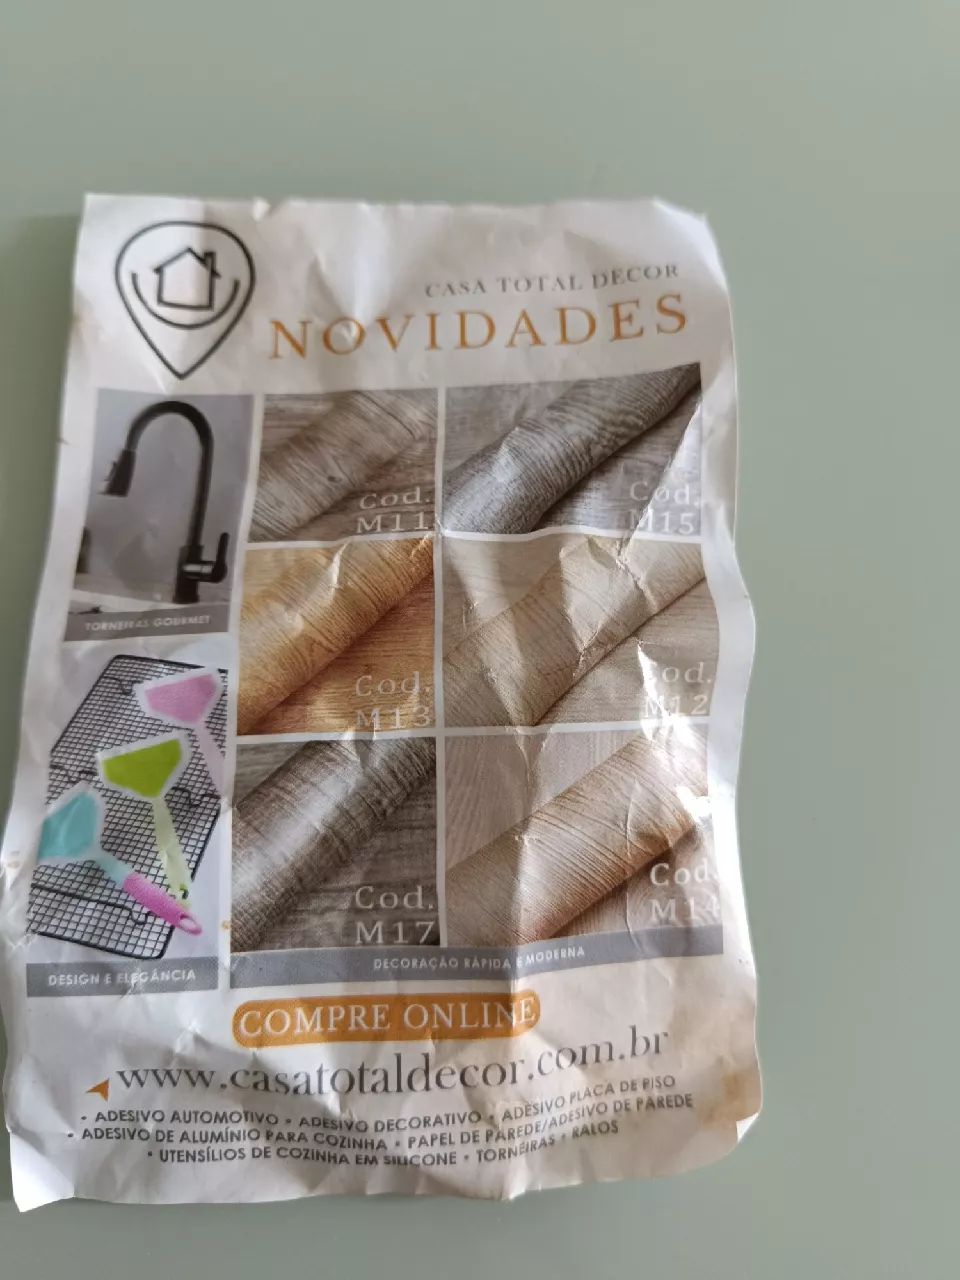 CASA TOTAL DECOR
NOVIDADES
TORNEIRAS GOURMET
Cod.
M11
Cod.
M15
Cod.
M13
Cod.
M12
Cod.
M17
Cod.
M14
DESIGN E ELEGÂNCIA
DECORAÇÃO RÁPIDA E MODERNA
COMPRE ONLINE
www.casatotaldecor.com.br
• ADESIVO AUTOMOTIVO • ADESIVO DECORATIVO • ADESIVO PLACA DE PISO
• ADESIVO DE ALUMÍNIO PARA COZINHA • PAPEL DE PAREDE/ADESIVO DE PAREDE
• UTENSÍLIOS DE COZINHA EM SILICONE • TORNEIRAS • RALOS